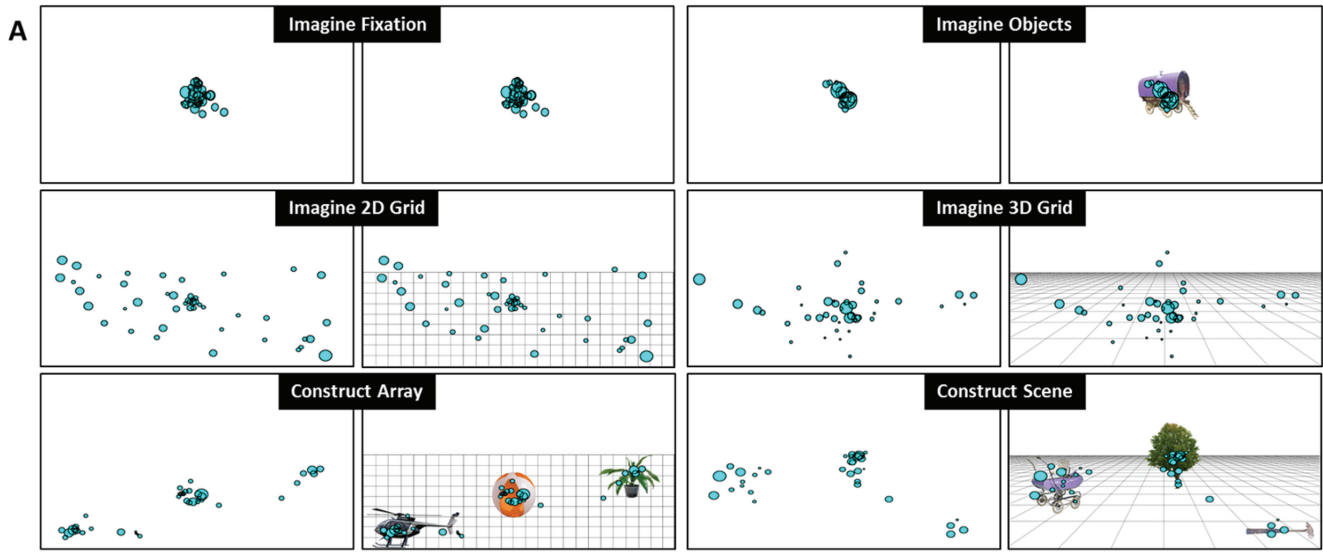 A
Imagine Fixation
Imagine Objects
Imagine 2D Grid
Imagine 3D Grid
Construct Array
Construct Scene